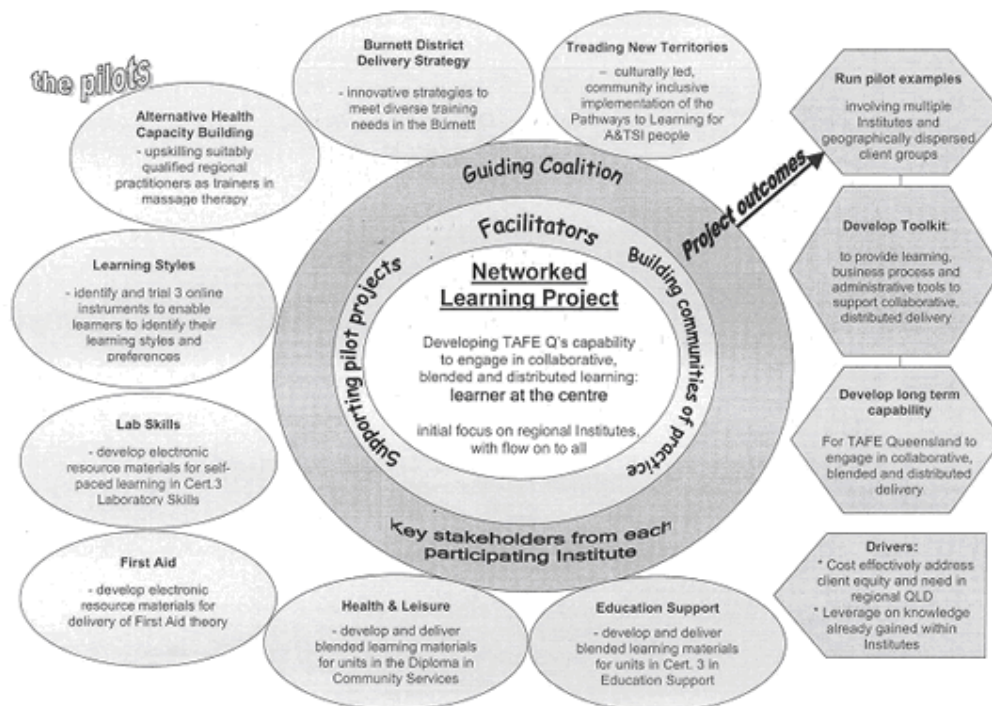 the pilots
Burnett District
Delivery Strategy
- innovative strategies to
meet diverse training
needs in the Burnett
Treading New Territories
– culturally led,
community inclusive
implementation of the
Pathways to Learning for
A&TSI people
Alternative Health
Capacity Building
- upskilling suitably
qualified regional
practitioners as trainers in
massage therapy
Learning Styles
- identify and trial 3 online
instruments to enable
learners to identify their
learning styles and
preferences
Lab Skills
- develop electronic
resource materials for self-
paced learning in Cert.3
Laboratory Skills
First Aid
- develop electronic
resource materials for
delivery of First Aid theory
Health & Leisure
- develop and deliver
blended learning materials
for units in the Diploma in
Community Services
Education Support
- develop and deliver
blended learning materials
for units in Cert. 3 in
Education Support
Guiding Coalition
Facilitators
Supporting pilot projects
Building communities of practice
Networked
Learning Project
Developing TAFE Q's capability
to engage in collaborative,
blended and distributed learning:
learner at the centre
initial focus on regional Institutes,
with flow on to all
Key stakeholders from each
participating Institute
Project outcomes
Run pilot examples
involving multiple
Institutes and
geographically dispersed
client groups
Develop Toolkit:
to provide learning,
business process and
administrative tools to
support collaborative,
distributed delivery
Develop long term
capability
For TAFE Queensland to
engage in collaborative,
blended and distributed
delivery
Drivers:
* Cost effectively address
client equity and need in
regional QLD
* Leverage on knowledge
already gained within
Institutes